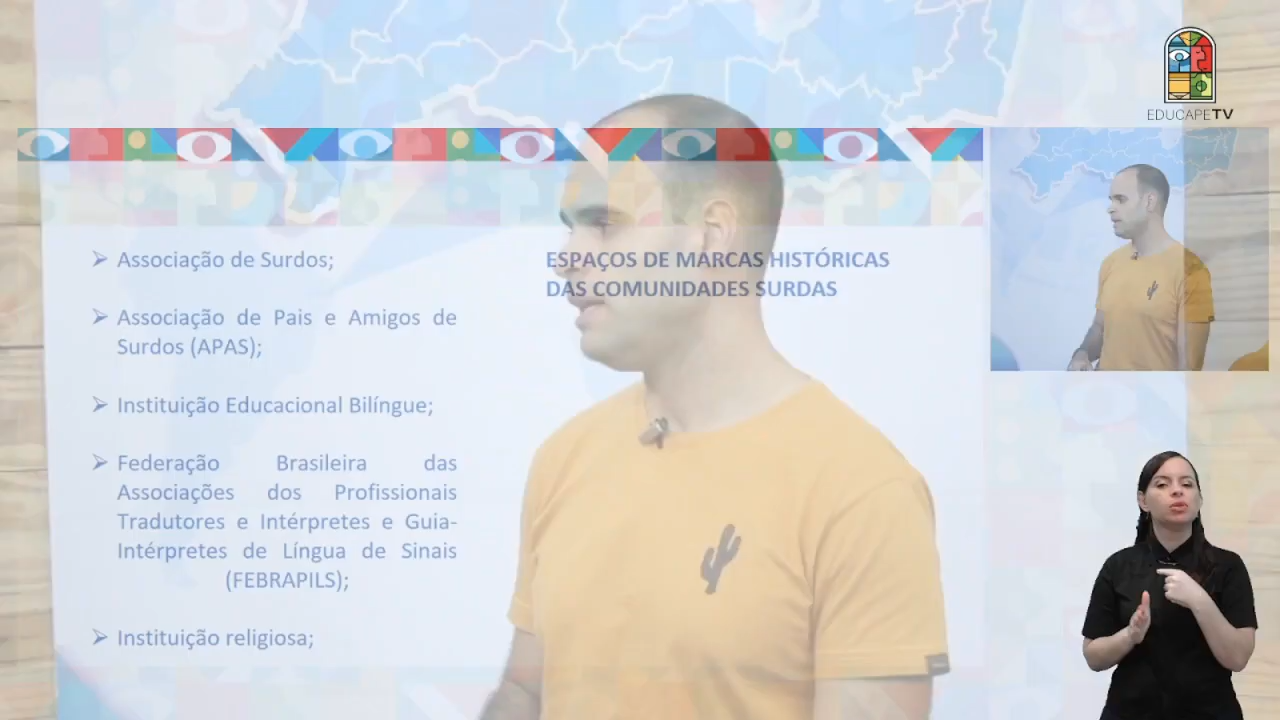 EDUCAPETV
Associação de Surdos;
Associação de Pais e Amigos de
Surdos (APAS);
Instituição Educacional Bilíngue;
Federação Brasileira das
Associações dos Profissionais
Tradutores e Intérpretes e Guia-
Intérpretes de Língua de Sinais
(FEBRAPILS);
Instituição religiosa;
ESPAÇOS DE MARCAS HISTÓRICAS
DAS COMUNIDADES SURDAS